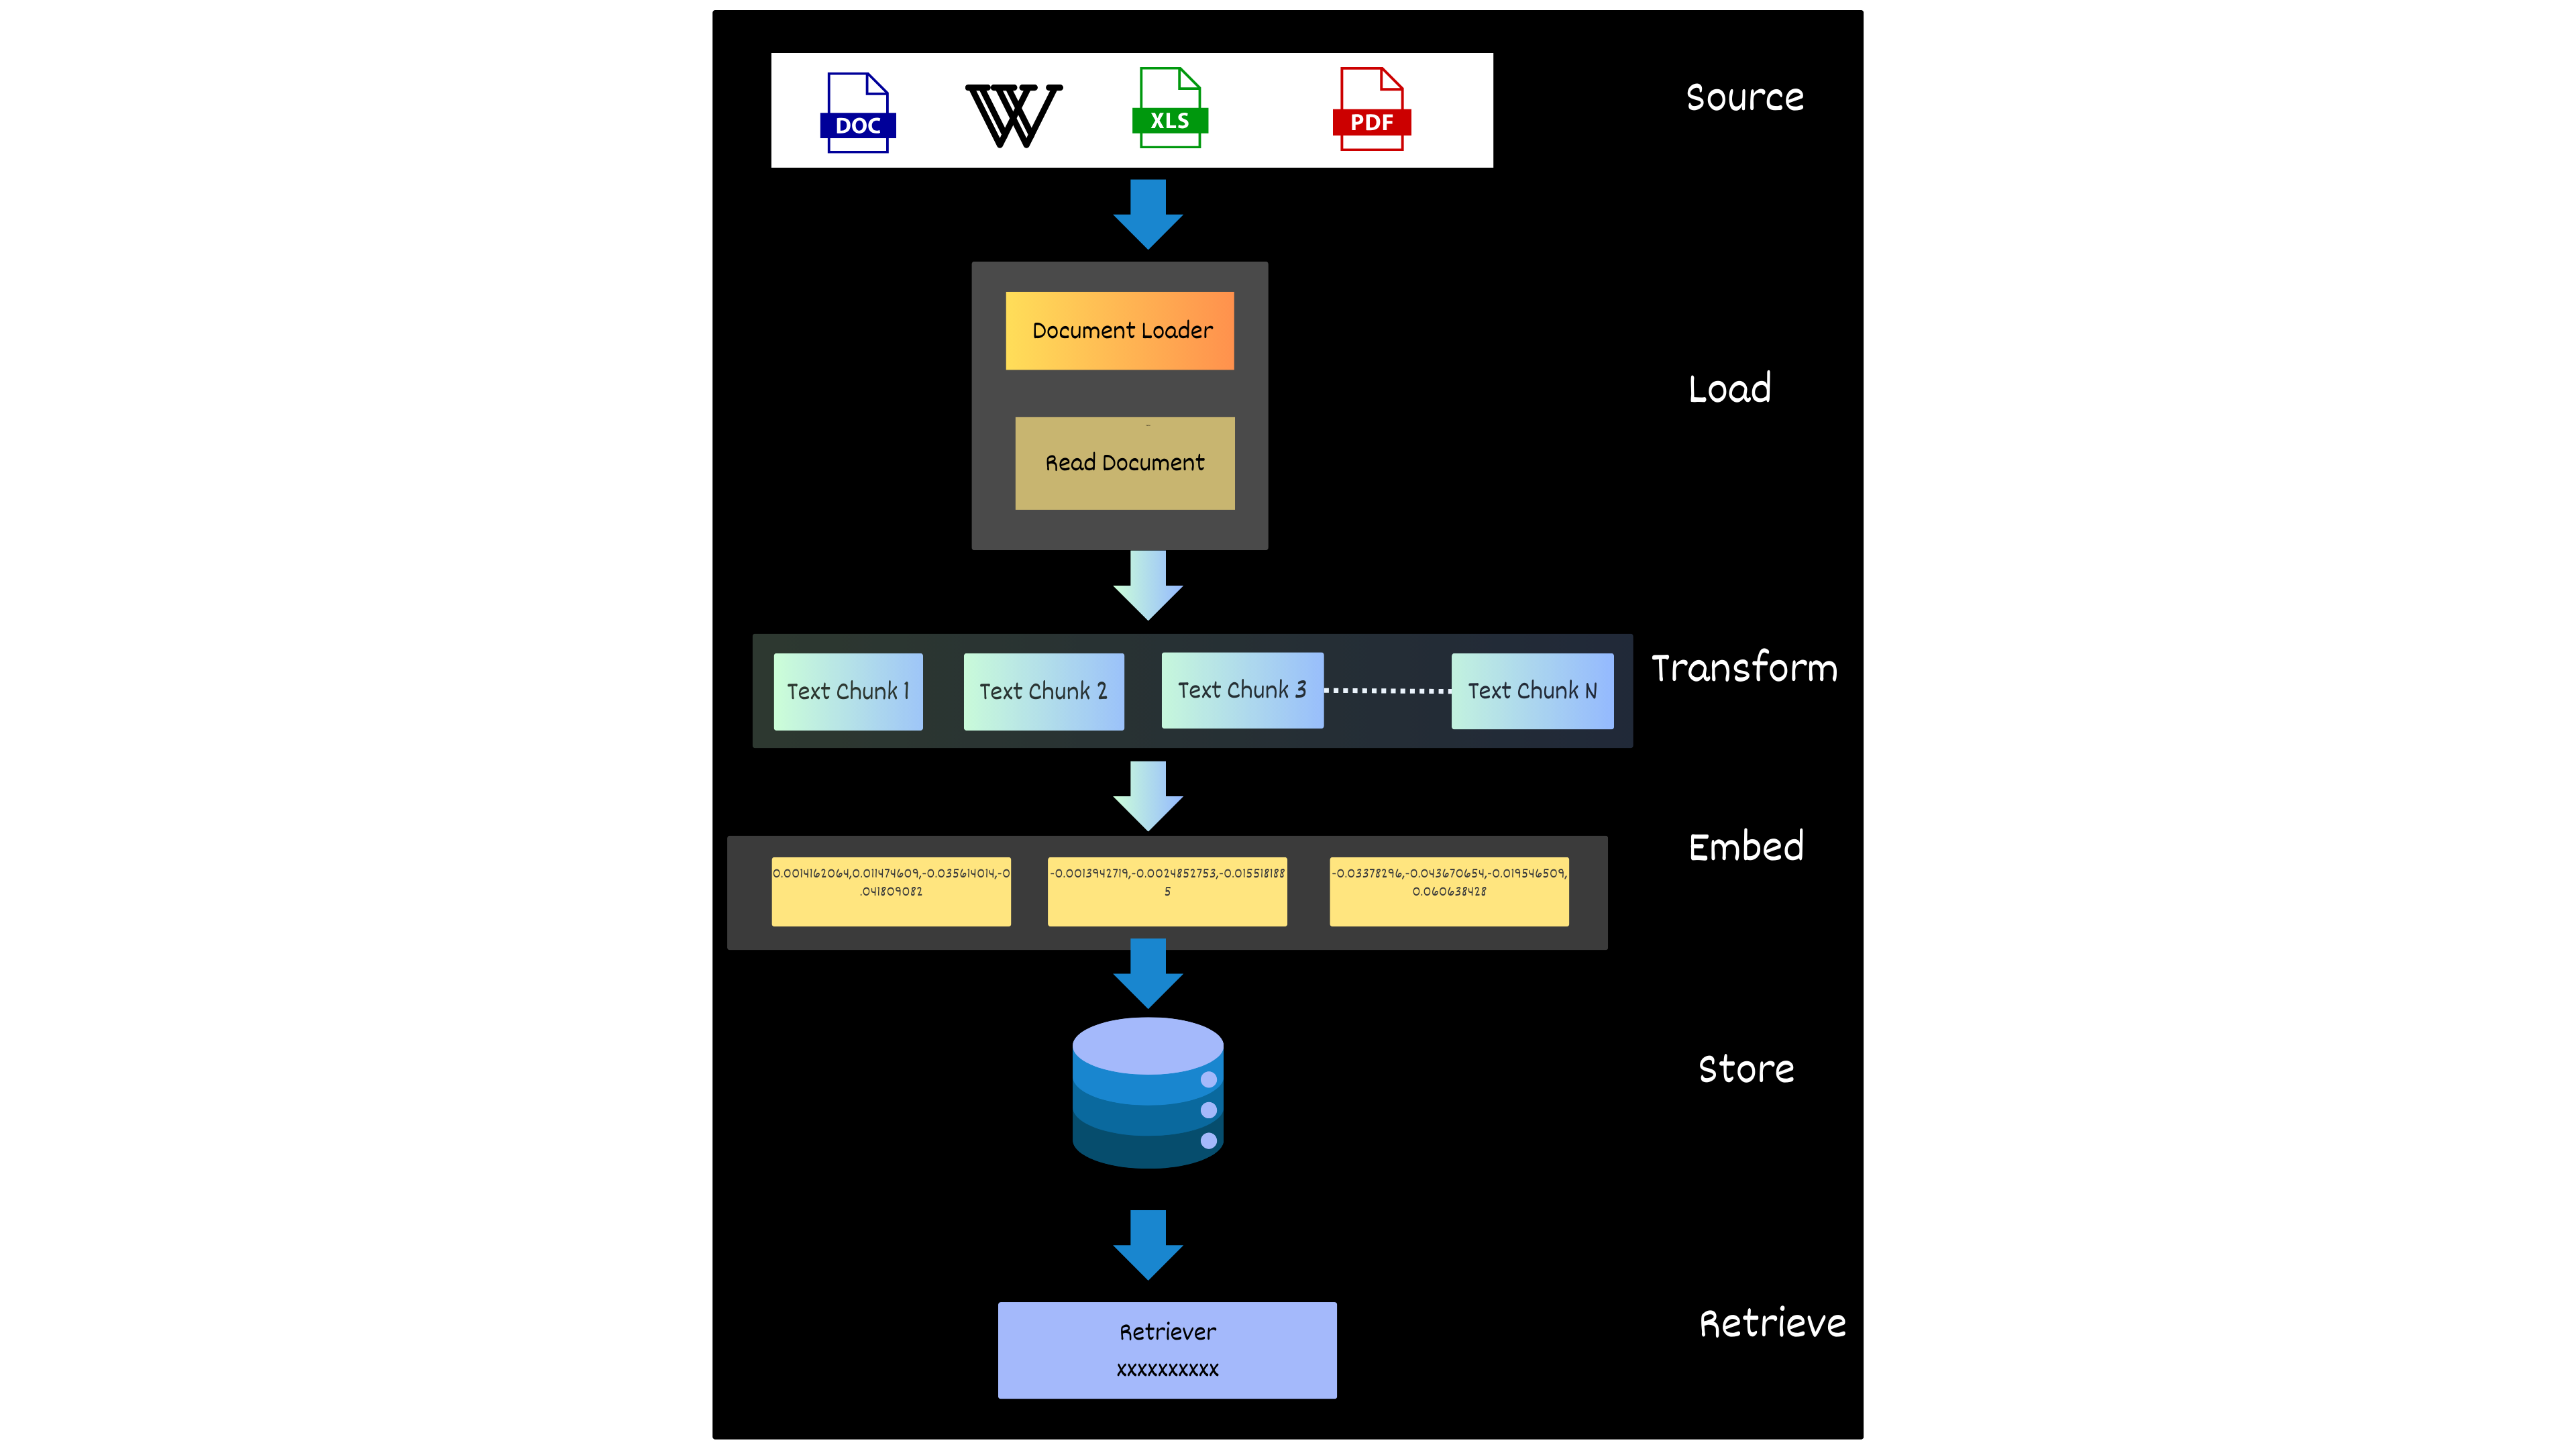 DOC
W
XLS
PDF
Source
Document Loader
Load
Read Document
Transform
Text Chunk 1
Text Chunk 2
Text Chunk 3
Text Chunk N
Embed
0.0014162064,0.011474609,-0.035614014,-0
.041809082
-0.0013942719,-0.0024852753,-0.015518188
5
-0.03378296,-0.043670654,-0.019546509,
0.060638428
Store
Retrieve
Retriever
xxxxxxxxxx